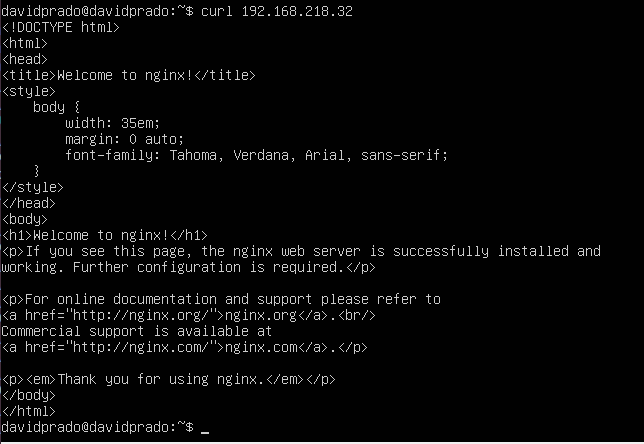 davidprado@davidprado:~$ curl 192.168.218.32
<!DOCTYPE html>
<html>
<head>
<title>Welcome to nginx!</title>
<style>
    body {
        width: 35em;
        margin: 0 auto;
        font-family: Tahoma, Verdana, Arial, sans-serif;
    }
</style>
</head>
<body>
<h1>Welcome to nginx!</h1>
<p>If you see this page, the nginx web server is successfully installed and
working. Further configuration is required.</p>

<p>For online documentation and support please refer to
<a href="http://nginx.org/">nginx.org</a>.<br/>
Commercial support is available at
<a href="http://nginx.com/">nginx.com</a>.</p>

<p><em>Thank you for using nginx.</em></p>
</body>
</html>
davidprado@davidprado:~$ _